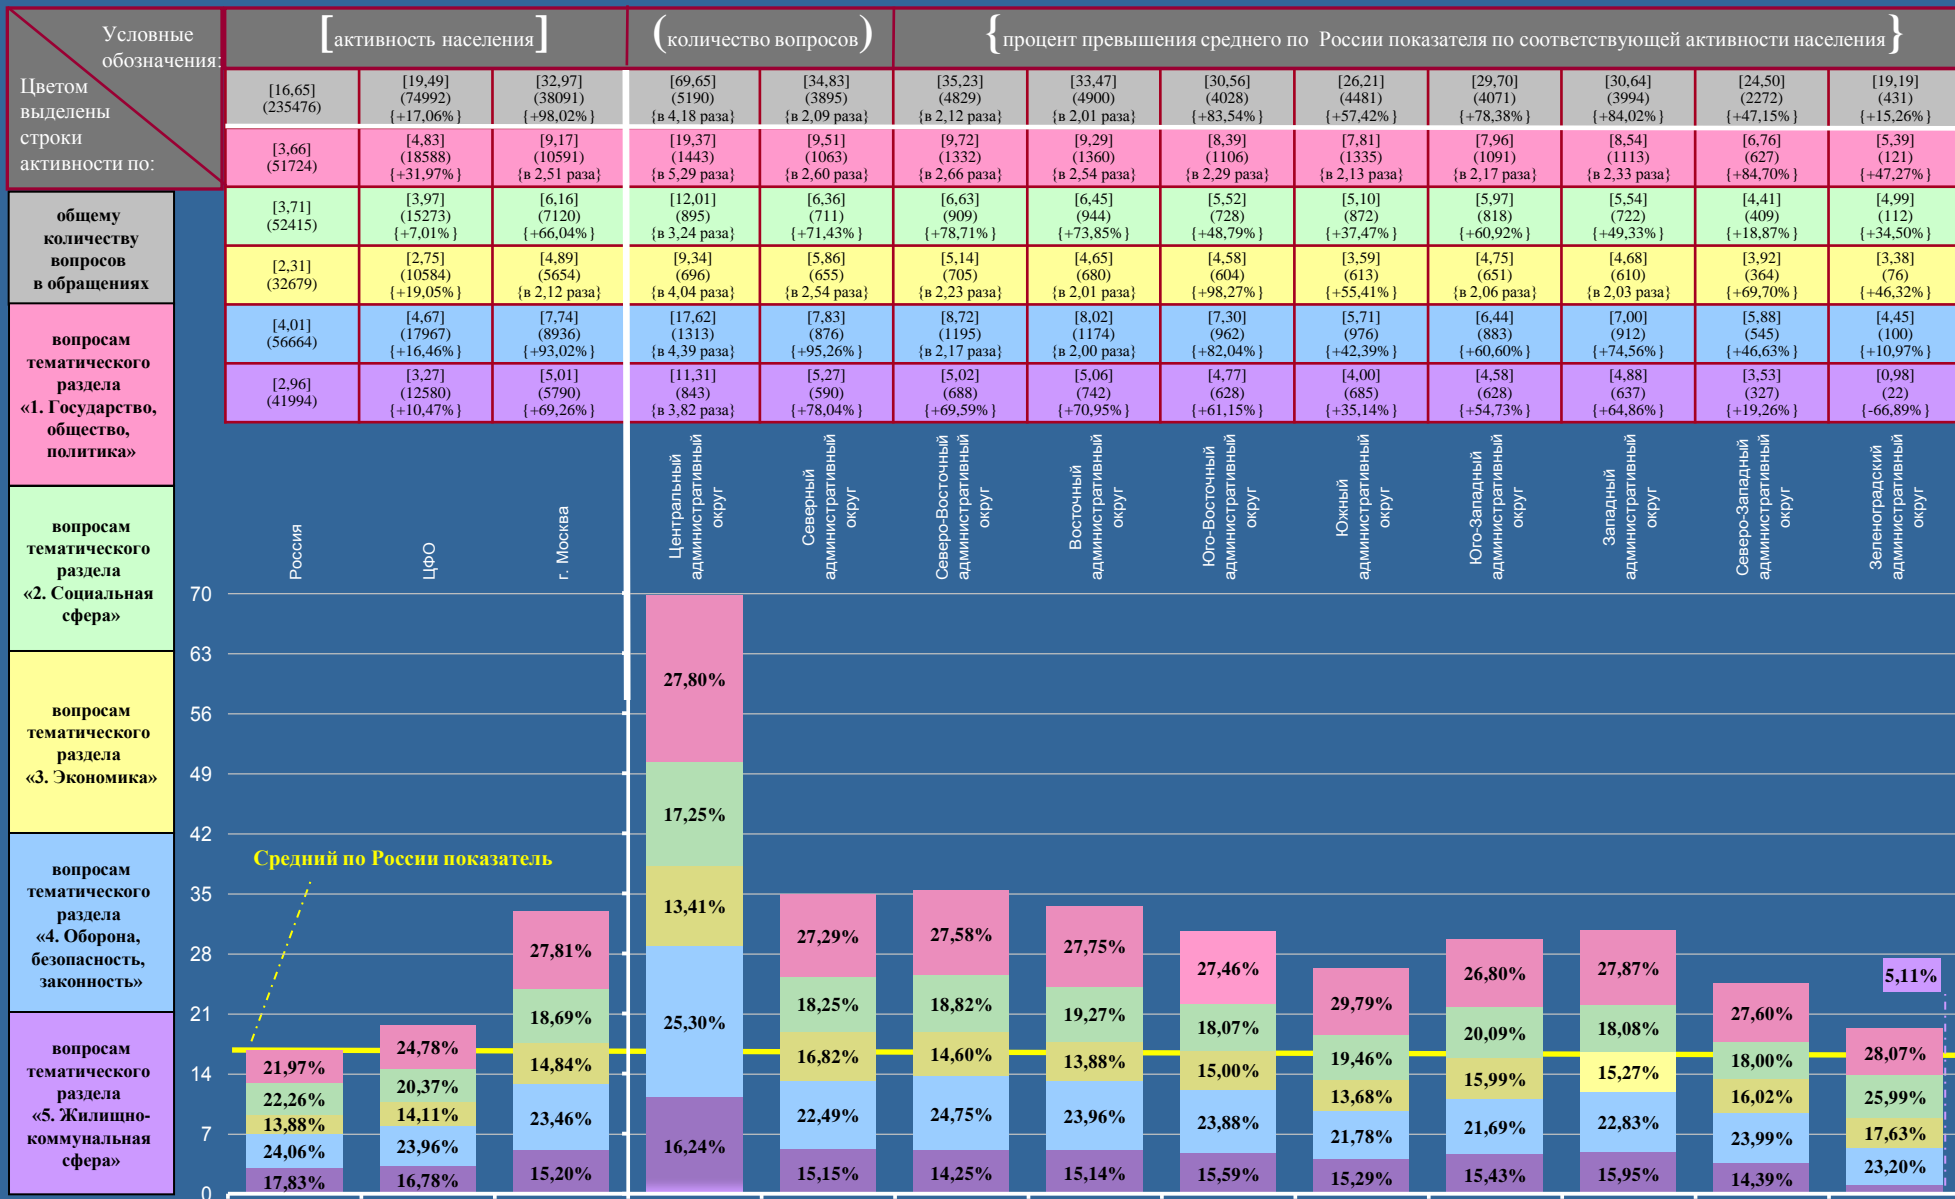 Условные
обозначения:
Цветом
выделены
строки
активности по:
[активность населения]
(количество вопросов)
{процент превышения среднего по России показателя по соответствующей активности населения}
[16,65]
(235476)
[19,49]
(74992)
{+17,06%}
[32,97]
(38091)
{+98,02%}
[69,65]
(5190)
{в 4,18 раза}
[34,83]
(3895)
{в 2,09 раза}
[35,23]
(4829)
{в 2,12 раза}
[33,47]
(4900)
{в 2,01 раза}
[30,56]
(4028)
{+83,54%}
[26,21]
(4481)
{+57,42%}
[29,70]
(4071)
{+78,38%}
[30,64]
(3994)
{+84,02%}
[24,50]
(2272)
{+47,15%}
[19,19]
(431)
{+15,26%}
[3,66]
(51724)
[4,83]
(18588)
{+31,97%}
[9,17]
(10591)
{в 2,51 раза}
[19,37]
(1443)
{в 5,29 раза}
[9,51]
(1063)
{в 2,60 раза}
[9,72]
(1332)
{в 2,66 раза}
[9,29]
(1360)
{в 2,54 раза}
[8,39]
(1106)
{в 2,29 раза}
[7,81]
(1335)
{в 2,13 раза}
[7,96]
(1091)
{в 2,17 раза}
[8,54]
(1113)
{в 2,33 раза}
[6,76]
(627)
{+84,70%}
[5,39]
(121)
{+47,27%}
[3,71]
(52415)
[3,97]
(15273)
{+7,01%}
[6,16]
(7120)
{+66,04%}
[12,01]
(895)
{в 3,24 раза}
[6,36]
(711)
{+71,43%}
[6,63]
(909)
{+78,71%}
[6,45]
(944)
{+73,85%}
[5,52]
(728)
{+48,79%}
[5,10]
(872)
{+37,47%}
[5,97]
(818)
{+60,92%}
[5,54]
(722)
{+49,33%}
[4,41]
(409)
{+18,87%}
[4,99]
(112)
{+34,50%}
[2,31]
(32679)
[2,75]
(10584)
{+19,05%}
[4,89]
(5654)
{в 2,12 раза}
[9,34]
(696)
{в 4,04 раза}
[5,86]
(655)
{в 2,54 раза}
[5,14]
(705)
{в 2,23 раза}
[4,65]
(680)
{в 2,01 раза}
[4,58]
(604)
{+98,27%}
[3,59]
(613)
{+55,41%}
[4,75]
(651)
{в 2,06 раза}
[4,68]
(610)
{в 2,03 раза}
[3,92]
(364)
{+69,70%}
[3,38]
(76)
{+46,32%}
[4,01]
(56664)
[4,67]
(17967)
{+16,46%}
[7,74]
(8936)
{+93,02%}
[17,62]
(1313)
{в 4,39 раза}
[7,83]
(876)
{+95,26%}
[8,72]
(1195)
{в 2,17 раза}
[8,02]
(1174)
{в 2,00 раза}
[7,30]
(962)
{+82,04%}
[5,71]
(976)
{+42,39%}
[6,44]
(883)
{+60,60%}
[7,00]
(912)
{+74,56%}
[5,88]
(545)
{+46,63%}
[4,45]
(100)
{+10,97%}
[2,96]
(41994)
[3,27]
(12580)
{+10,47%}
[5,01]
(5790)
{+69,26%}
[11,31]
(843)
{в 3,82 раза}
[5,27]
(590)
{+78,04%}
[5,02]
(688)
{+69,59%}
[5,06]
(742)
{+70,95%}
[4,77]
(628)
{+61,15%}
[4,00]
(685)
{+35,14%}
[4,58]
(628)
{+54,73%}
[4,88]
(637)
{+64,86%}
[3,53]
(327)
{+19,26%}
[0,98]
(22)
{-66,89%}
общему
количеству
вопросов
в обращениях
вопросам
тематического
раздела
«1. Государство,
общество,
политика»
вопросам
тематического
раздела
«2. Социальная
сфера»
вопросам
тематического
раздела
«3. Экономика»
вопросам
тематического
раздела
«4. Оборона,
безопасность,
законность»
вопросам
тематического
раздела
«5. Жилищно-
коммунальная
сфера»
Россия
ЦФО
г. Москва
Центральный
административный
округ
Северный
административный
округ
Северо-Восточный
административный
округ
Восточный
административный
округ
Юго-Восточный
административный
округ
Южный
административный
округ
Юго-Западный
административный
округ
Западный
административный
округ
Северо-Западный
административный
округ
Зеленоградский
административный
округ
70
63
56
49
42
35
28
21
14
7
0
Средний по России показатель
21,97%
22,26%
13,88%
24,06%
17,83%
24,78%
20,37%
14,11%
23,96%
16,78%
27,81%
18,69%
14,84%
23,46%
15,20%
27,80%
17,25%
13,41%
25,30%
16,24%
27,29%
18,25%
16,82%
22,49%
15,15%
27,58%
18,82%
14,60%
24,75%
14,25%
27,75%
19,27%
13,88%
23,96%
15,14%
27,46%
18,07%
15,00%
23,88%
15,59%
29,79%
19,46%
13,68%
21,78%
15,29%
26,80%
20,09%
15,99%
21,69%
15,43%
27,87%
18,08%
15,27%
22,83%
15,95%
27,60%
18,00%
16,02%
23,99%
14,39%
5,11%
28,07%
25,99%
17,63%
23,20%